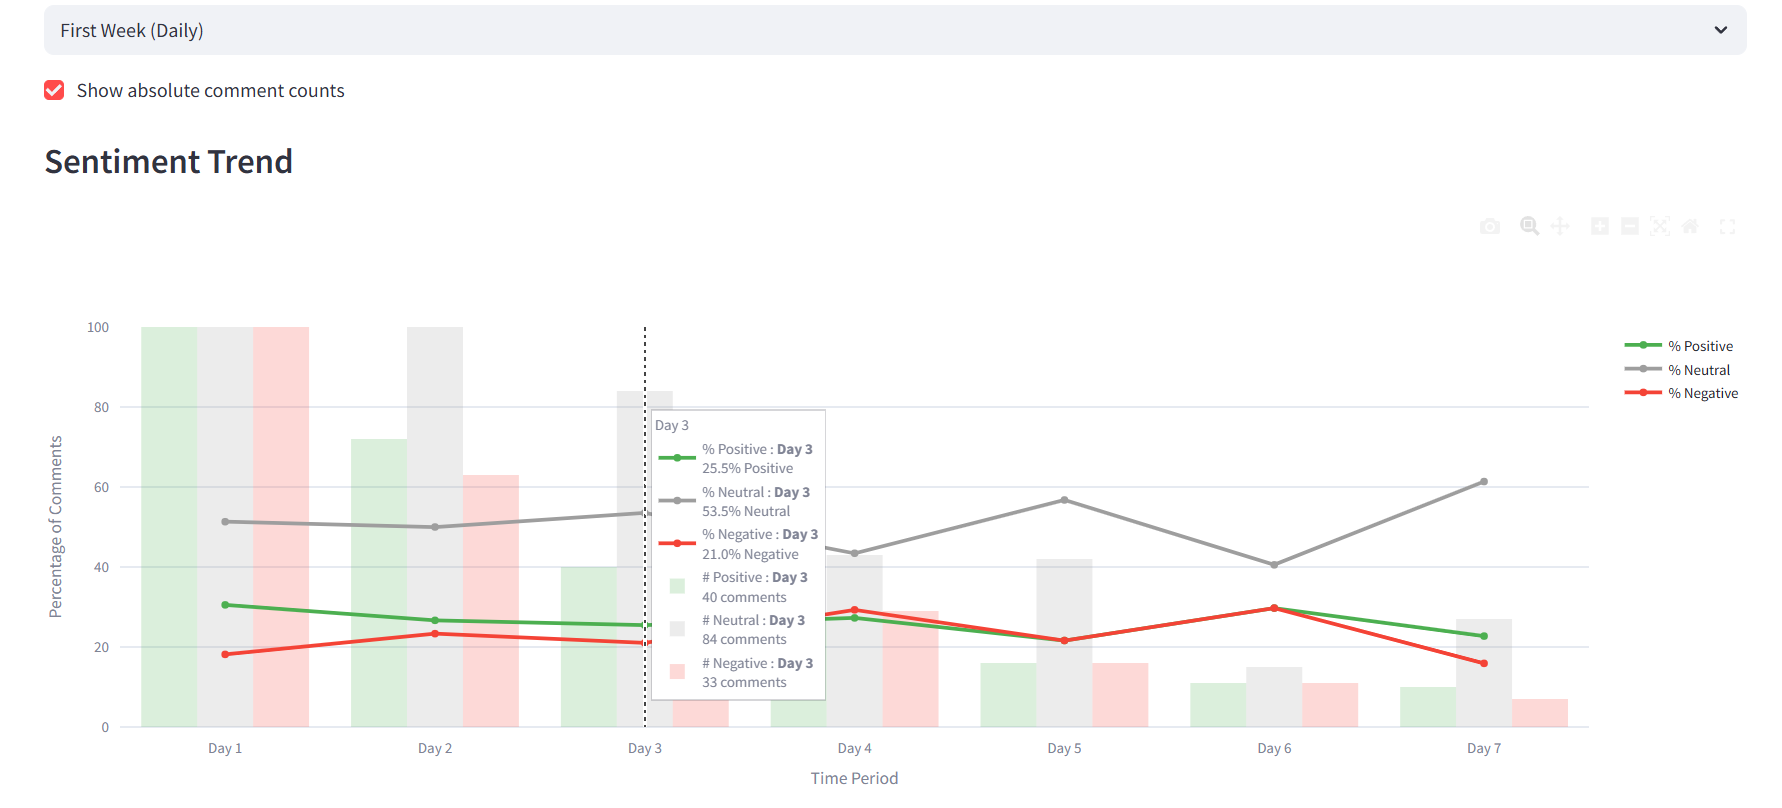 First Week (Daily)
Show absolute comment counts
Sentiment Trend
100
80
60
40
20
0
Percentage of Comments
Day 3
% Positive : Day 3
25.5% Positive
% Neutral : Day 3
53.5% Neutral
% Negative : Day 3
21.0% Negative
# Positive : Day 3
40 comments
# Neutral : Day 3
84 comments
# Negative : Day 3
33 comments
% Positive
% Neutral
% Negative
Day 1
Day 2
Day 3
Day 4
Day 5
Day 6
Day 7
Time Period